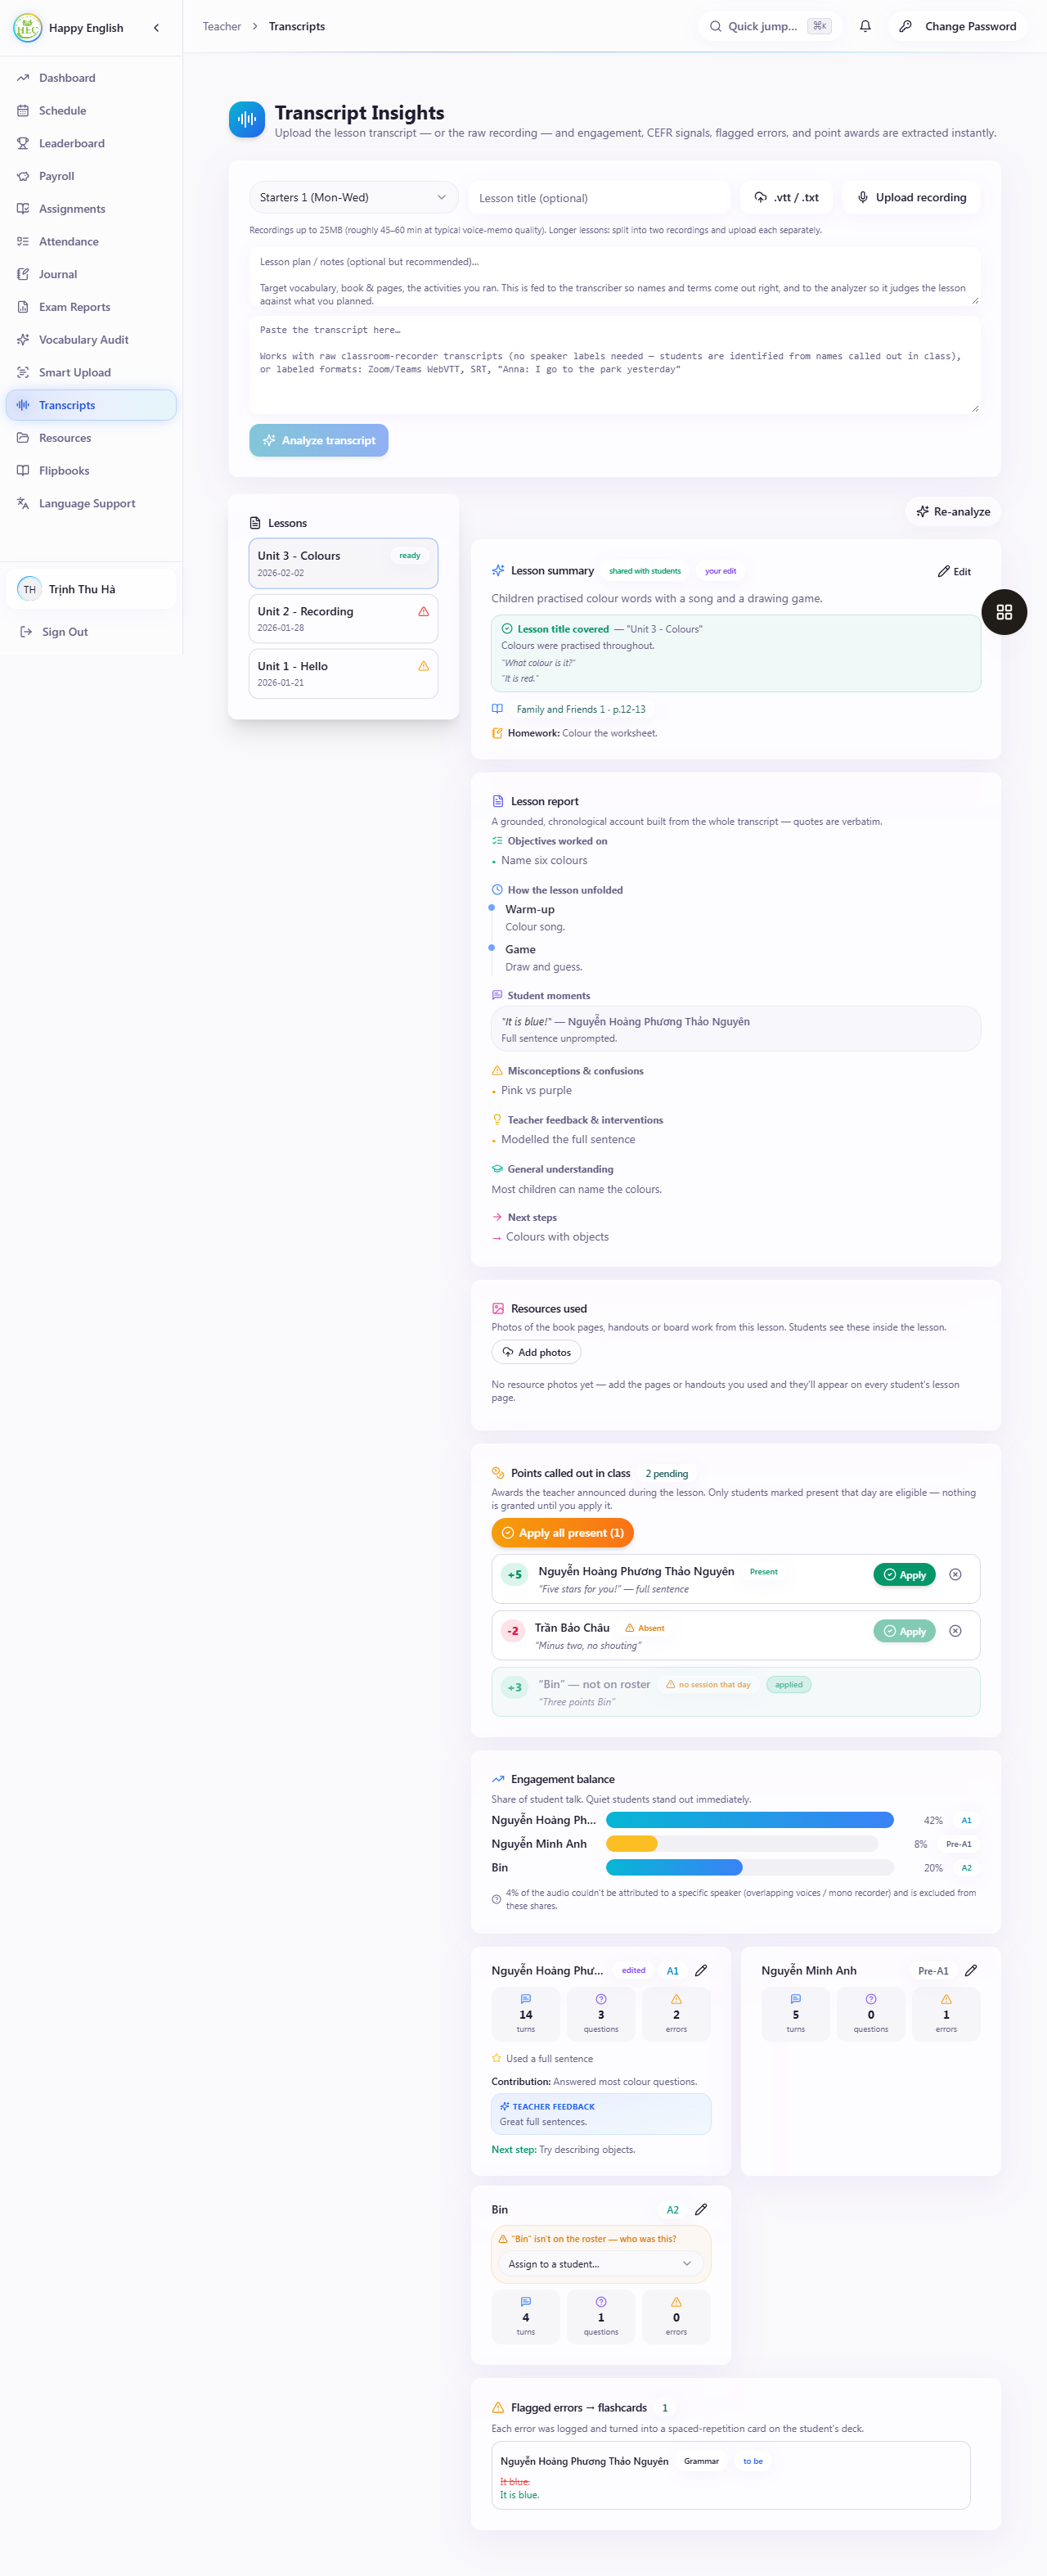 HEC
Happy English
Dashboard
Schedule
Leaderboard
Payroll
Assignments
Attendance
Journal
Exam Reports
Vocabulary Audit
Smart Upload
Transcripts
Resources
Flipbooks
Language Support
TH
Trịnh Thu Hà
Sign Out
Teacher > Transcripts
Quick jump... ⌘K
Change Password
Transcript Insights
Upload the lesson transcript — or the raw recording — and engagement, CEFR signals, flagged errors, and point awards are extracted instantly.
Starters 1 (Mon-Wed)
Lesson title (optional)
.vtt / .txt
Upload recording
Recordings up to 25MB (roughly 45–60 min at typical voice-memo quality). Longer lessons: split into two recordings and upload each separately.
Lesson plan / notes (optional but recommended)...
Target vocabulary, book & pages, the activities you ran. This is fed to the transcriber so names and terms come out right, and to the analyzer so it judges the lesson
against what you planned.
Paste the transcript here…
Works with raw classroom-recorder transcripts (no speaker labels needed — students are identified from names called out in class),
or labeled formats: Zoom/Teams WebVTT, SRT, "Anna: I go to the park yesterday"
Analyze transcript
Lessons
Unit 3 - Colours
ready
2026-02-02
Unit 2 - Recording
2026-01-28
Unit 1 - Hello
2026-01-21
Re-analyze
Lesson summary
shared with students
your edit
Edit
Children practised colour words with a song and a drawing game.
Lesson title covered — "Unit 3 - Colours"
Colours were practised throughout.
"What colour is it?"
"It is red."
Family and Friends 1 · p.12-13
Homework: Colour the worksheet.
Lesson report
A grounded, chronological account built from the whole transcript — quotes are verbatim.
Objectives worked on
• Name six colours
How the lesson unfolded
Warm-up
Colour song.
Game
Draw and guess.
Student moments
"It is blue!" — Nguyễn Hoàng Phương Thảo Nguyên
Full sentence unprompted.
Misconceptions & confusions
• Pink vs purple
Teacher feedback & interventions
• Modelled the full sentence
General understanding
Most children can name the colours.
Next steps
→ Colours with objects
Resources used
Photos of the book pages, handouts or board work from this lesson. Students see these inside the lesson.
Add photos
No resource photos yet — add the pages or handouts you used and they'll appear on every student's lesson
page.
Points called out in class
2 pending
Awards the teacher announced during the lesson. Only students marked present that day are eligible — nothing
is granted until you apply it.
Apply all present (1)
+5
Nguyễn Hoàng Phương Thảo Nguyên
Present
"Five stars for you!" — full sentence
Apply
-2
Trần Bảo Châu
Absent
"Minus two, no shouting"
Apply
+3
"Bin" — not on roster
no session that day
applied
"Three points Bin"
Engagement balance
Share of student talk. Quiet students stand out immediately.
Nguyễn Hoàng Ph... 42% A1
Nguyễn Minh Anh 8% Pre-A1
Bin 20% A2
4% of the audio couldn't be attributed to a specific speaker (overlapping voices / mono recorder) and is excluded from
these shares.
Nguyễn Hoàng Phư...
edited
A1
14 turns
3 questions
2 errors
Used a full sentence
Contribution: Answered most colour questions.
TEACHER FEEDBACK
Great full sentences.
Next step: Try describing objects.
Nguyễn Minh Anh
Pre-A1
5 turns
0 questions
1 errors
Bin
A2
"Bin" isn't on the roster — who was this?
Assign to a student...
4 turns
1 questions
0 errors
Flagged errors → flashcards
1
Each error was logged and turned into a spaced-repetition card on the student's deck.
Nguyễn Hoàng Phương Thảo Nguyên
Grammar
to be
It blue.
It is blue.